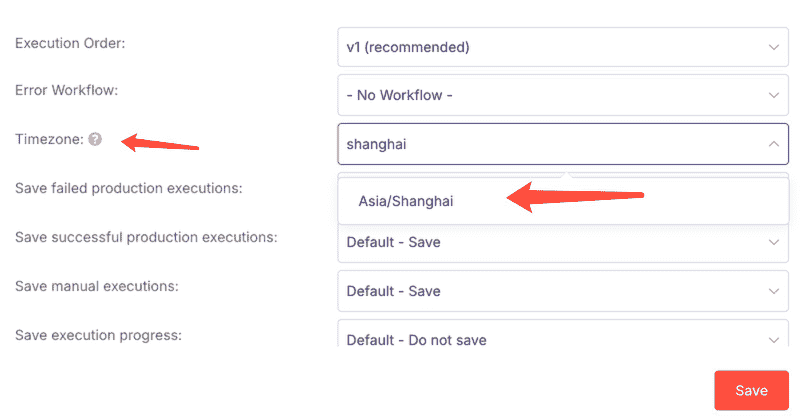 Execution Order:
v1 (recommended)
Error Workflow:
- No Workflow -
Timezone: ?
shanghai
Save failed production executions:
Asia/Shanghai
Save successful production executions:
Default - Save
Save manual executions:
Default - Save
Save execution progress:
Default - Do not save
Save